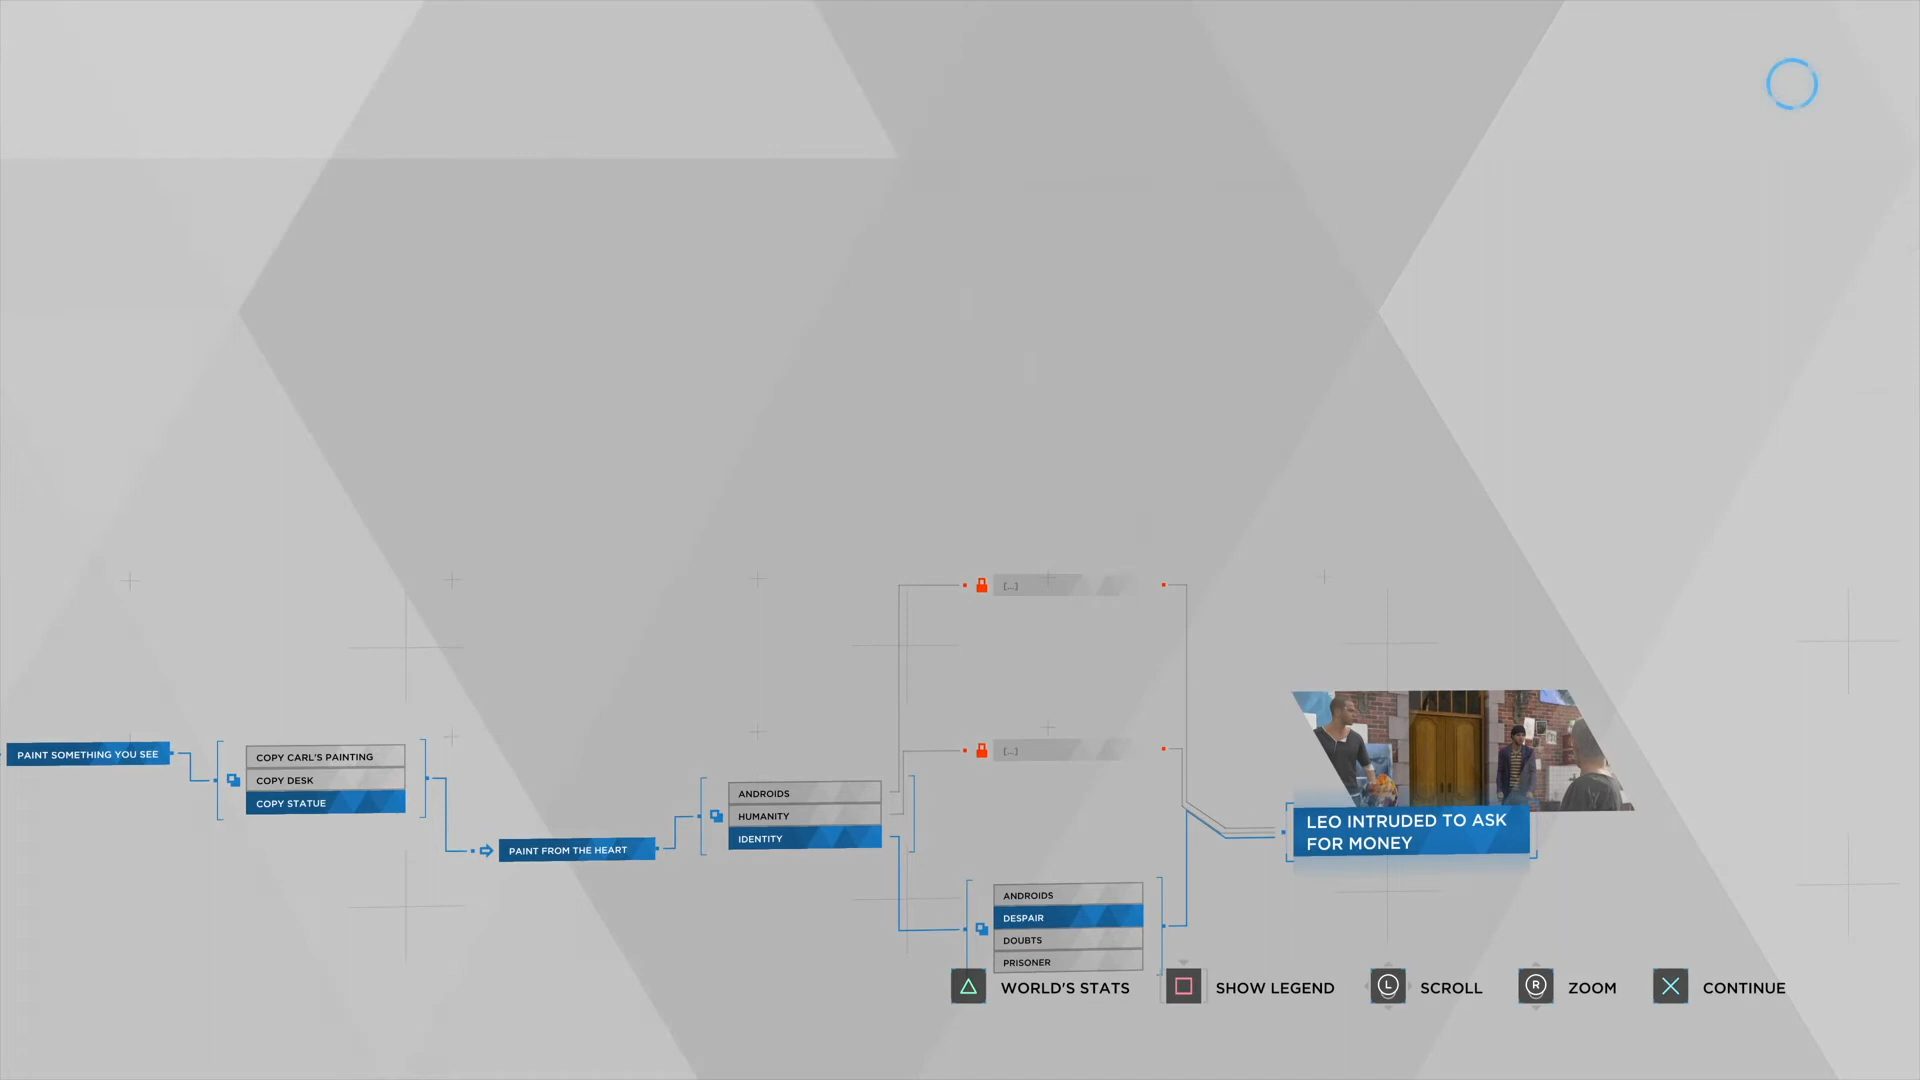 PAINT SOMETHING YOU SEE
COPY CARL'S PAINTING
COPY DESK
COPY STATUE
PAINT FROM THE HEART
ANDROIDS
HUMANITY
IDENTITY
[...]
[...]
ANDROIDS
DESPAIR
DOUBTS
PRISONER
LEO INTRUDED TO ASK
FOR MONEY
WORLD'S STATS
SHOW LEGEND
L SCROLL
R ZOOM
CONTINUE